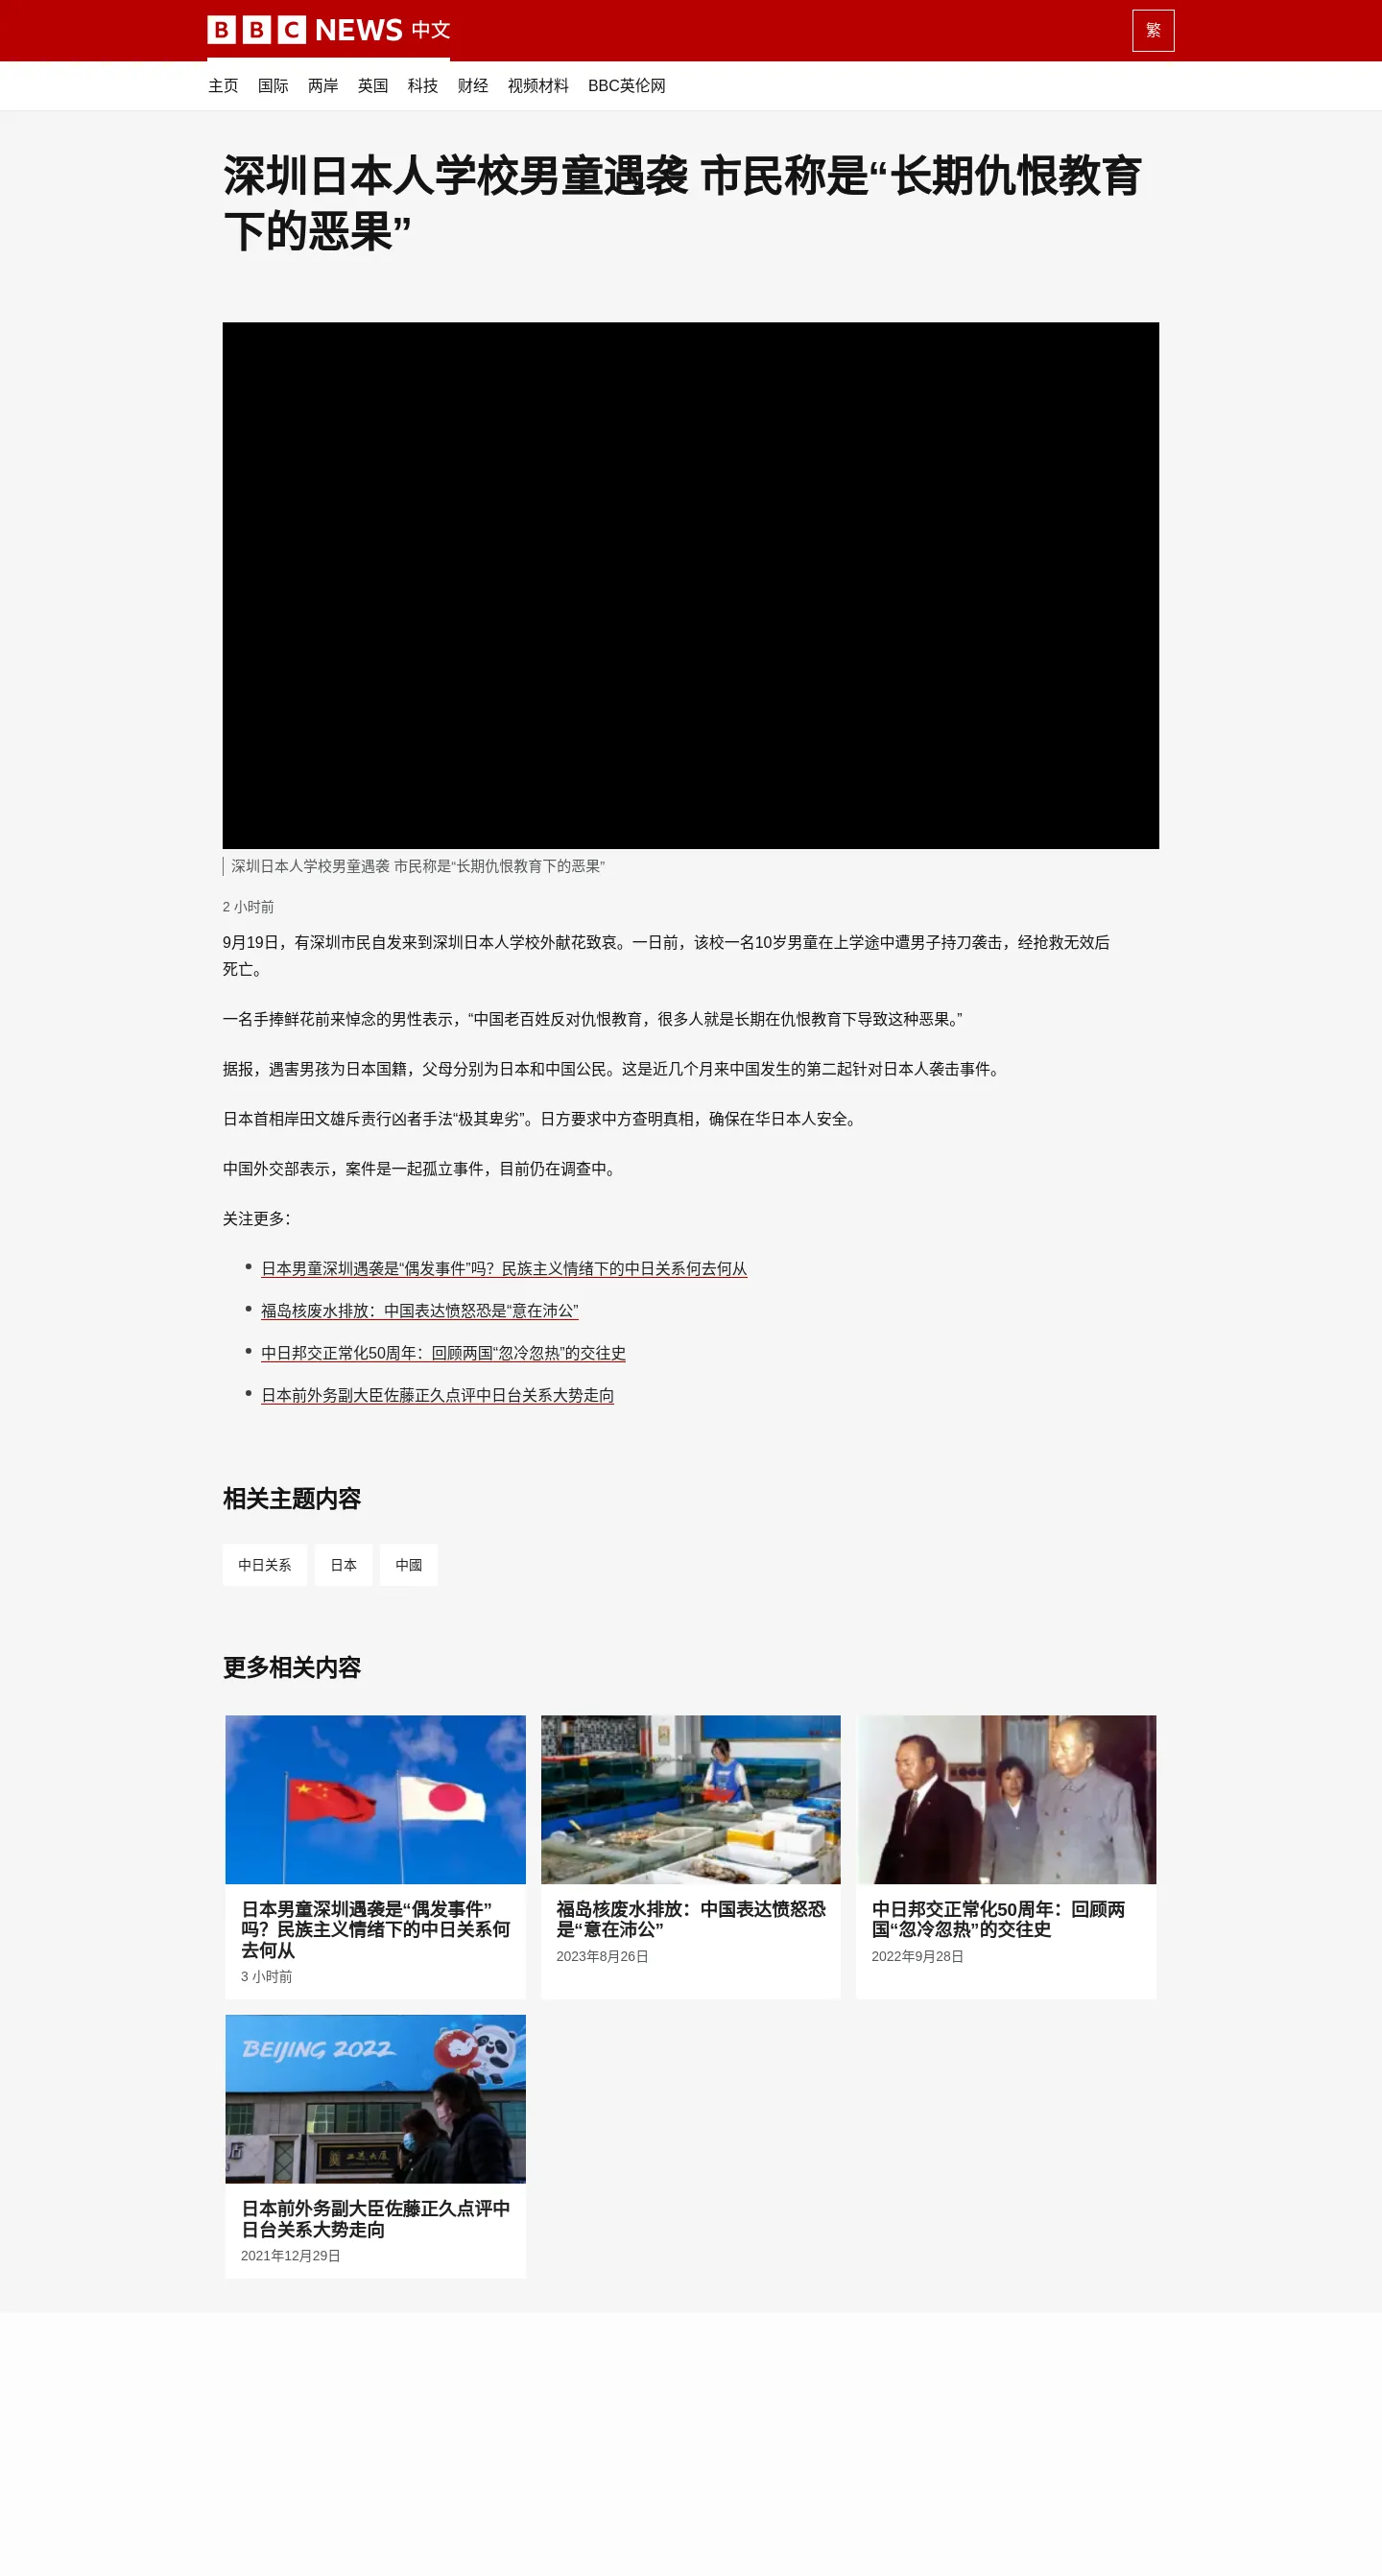 BBC NEWS 中文
繁
主页 国际 两岸 英国 科技 财经 视频材料 BBC英伦网
深圳日本人学校男童遇袭 市民称是“长期仇恨教育
下的恶果”
深圳日本人学校男童遇袭 市民称是“长期仇恨教育下的恶果”
2 小时前
9月19日，有深圳市民自发来到深圳日本人学校外献花致哀。一日前，该校一名10岁男童在上学途中遭男子持刀袭击，经抢救无效后
死亡。
一名手捧鲜花前来悼念的男性表示，“中国老百姓反对仇恨教育，很多人就是长期在仇恨教育下导致这种恶果。”
据报，遇害男孩为日本国籍，父母分别为日本和中国公民。这是近几个月来中国发生的第二起针对日本人袭击事件。
日本首相岸田文雄斥责行凶者手法“极其卑劣”。日方要求中方查明真相，确保在华日本人安全。
中国外交部表示，案件是一起孤立事件，目前仍在调查中。
关注更多：
日本男童深圳遇袭是“偶发事件”吗？民族主义情绪下的中日关系何去何从
福岛核废水排放：中国表达愤怒恐是“意在沛公”
中日邦交正常化50周年：回顾两国“忽冷忽热”的交往史
日本前外务副大臣佐藤正久点评中日台关系大势走向
相关主题内容
中日关系 日本 中國
更多相关内容
日本男童深圳遇袭是“偶发事件”
吗？民族主义情绪下的中日关系何
去何从
3 小时前
福岛核废水排放：中国表达愤怒恐
是“意在沛公”
2023年8月26日
中日邦交正常化50周年：回顾两
国“忽冷忽热”的交往史
2022年9月28日
BEIJING 2022
店
日本前外务副大臣佐藤正久点评中
日台关系大势走向
2021年12月29日